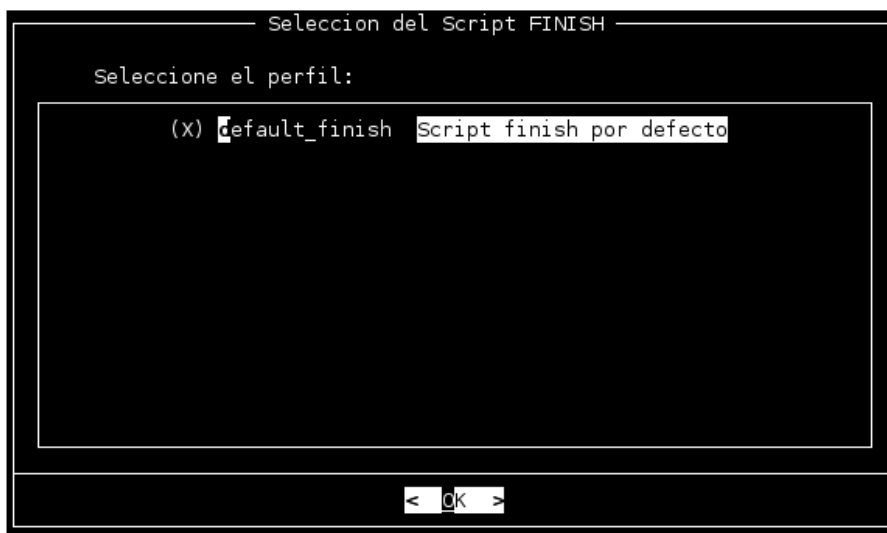 Seleccion del Script FINISH
Seleccione el perfil:
(X) default_finish Script finish por defecto
< OK >